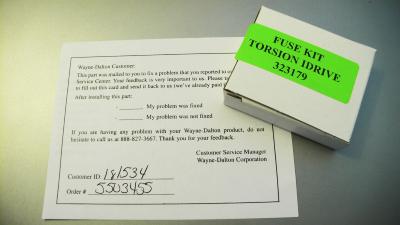 FUSE KIT
TORSION IDRIVE
323179
Wayne-Dalton Customer:
This part was mailed to you to fix a problem that you reported to
Service Center. Your feedback is very important to us. Please
to fill out this card and send it back to us (we've already paid
After installing this part:
- ______ My problem was fixed
- ______ My problem was not fixed
If you are having any problem with your Wayne-Dalton product, do not
hesitate to call us at 888-827-3667. Thank you for your feedback.
Customer Service Manager
Wayne-Dalton Corporation
Customer ID: 181534
Order # 5503455